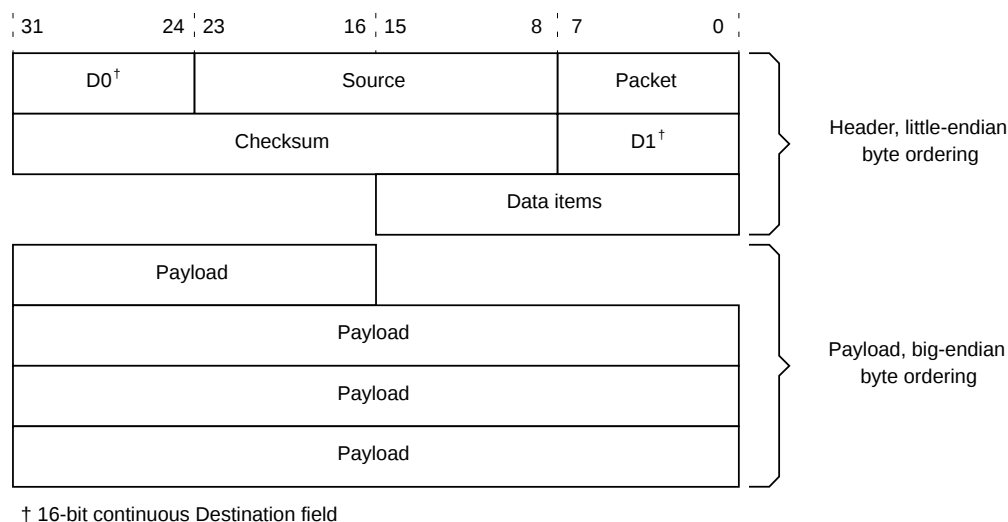 31 24 23 16 15 8 7 0
D0† Source Packet
Checksum D1†
Data items
Header, little-endian
byte ordering
Payload
Payload
Payload
Payload
Payload, big-endian
byte ordering
† 16-bit continuous Destination field